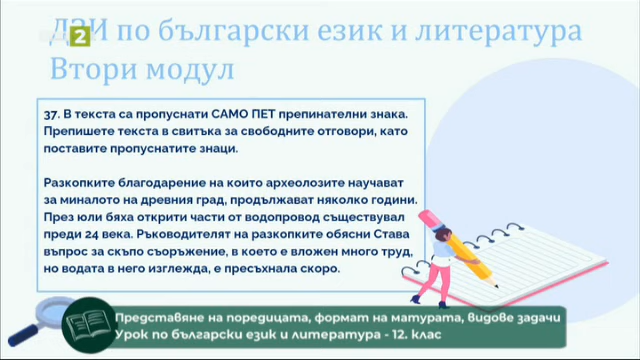 ДЗИ по български език и литература
2
Втори модул
37. В текста са пропуснати САМО ПЕТ препинателни знака.
Препишете текста в свитъка за свободните отговори, като
поставите пропуснатите знаци.
Разкопките благодарение на които археолозите научават
за миналото на древния град, продължават няколко години.
През юли бяха открити части от водопровод съществувал
преди 24 века. Ръководителят на разкопките обясни Става
въпрос за скъпо съоръжение, в което е вложен много труд,
но водата в него изглежда, е пресъхнала скоро.
Представяне на поредицата, формат на матурата, видове задачи
Урок по български език и литература - 12. клас